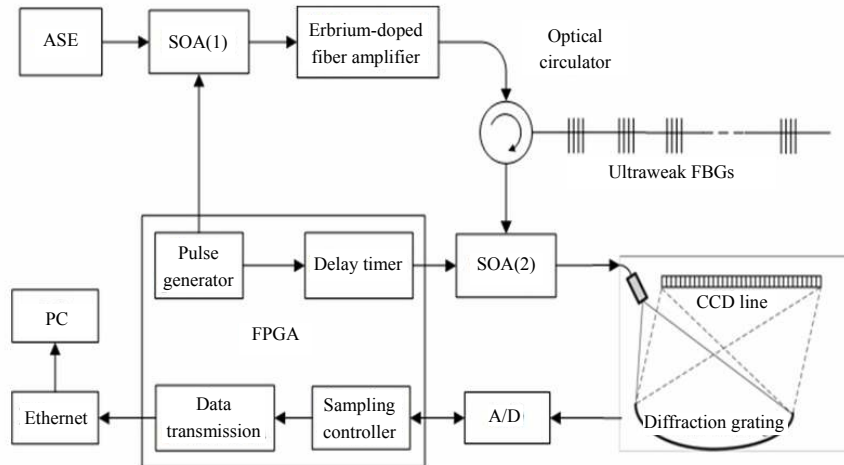 ASE
SOA(1)
Erbrium-doped
fiber amplifier
Optical
circulator
Ultraweak FBGs
Pulse
generator
Delay timer
SOA(2)
CCD line
PC
FPGA
Ethernet
Data
transmission
Sampling
controller
A/D
Diffraction grating